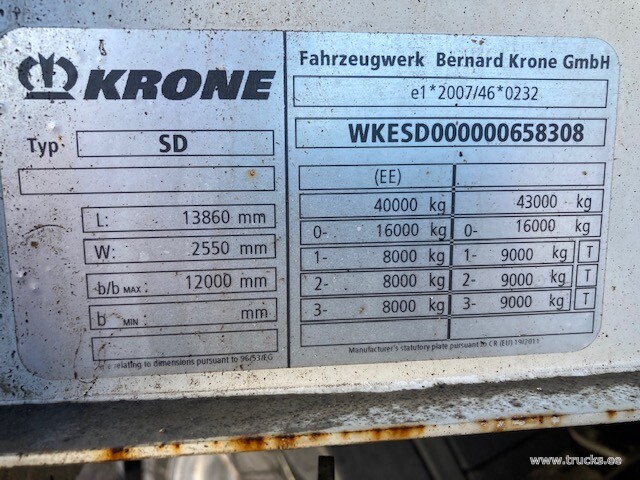 KRONE
Typ SD
L: 13860 mm
W: 2550 mm
b/b MAX: 12000 mm
b MIN: mm
relating to dimensions pursuant to 96/53/EG
Fahrzeugwerk Bernard Krone GmbH
e1*2007/46*0232
WKESD000000658308
(EE)
40000 kg 43000 kg
0- 16000 kg 0- 16000 kg
1- 8000 kg 1- 9000 kg T
2- 8000 kg 2- 9000 kg T
3- 8000 kg 3- 9000 kg T
Manufacturer's statutory plate pursuant to CR (EU) 19/2011
www.trucks.ee